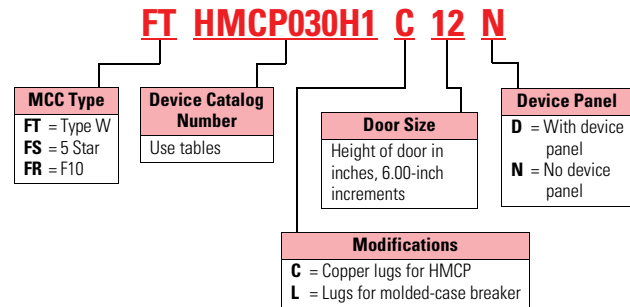 FT HMCP030H1 C 12 N
MCC Type
FT = Type W
FS = 5 Star
FR = F10
Device Catalog
Number
Use tables
Door Size
Height of door in
inches, 6.00-inch
increments
Device Panel
D = With device
panel
N = No device
panel
Modifications
C = Copper lugs for HMCP
L = Lugs for molded-case breaker